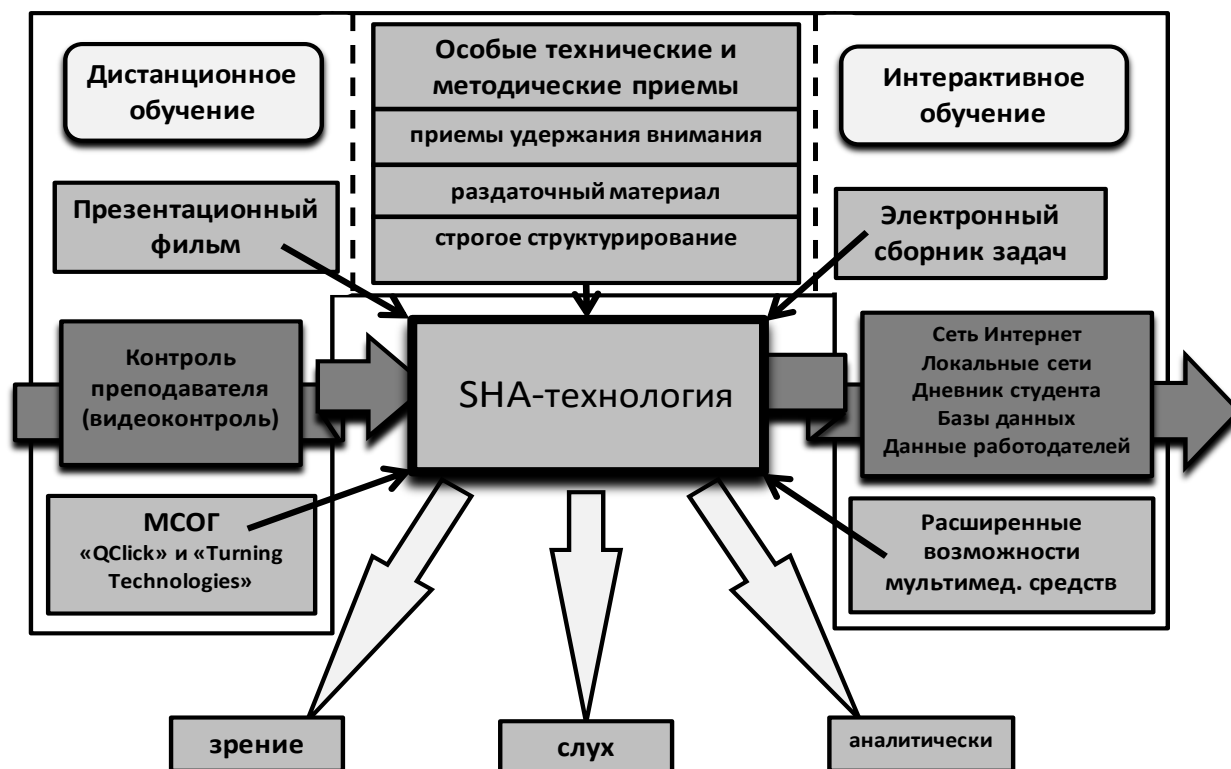 Дистанционное
обучение
Особые технические и
методические приемы
приемы удержания внимания
раздаточный материал
строгое структурирование
Интерактивное
обучение
Презентационный
фильм
Электронный
сборник задач
Контроль
преподавателя
(видеоконтроль)
SHA-технология
Сеть Интернет
Локальные сети
Дневник студента
Базы данных
Данные работодателей
МСОГ
«QClick» и «Turning
Technologies»
Расширенные
возможности
мультимед. средств
зрение
слух
аналитически